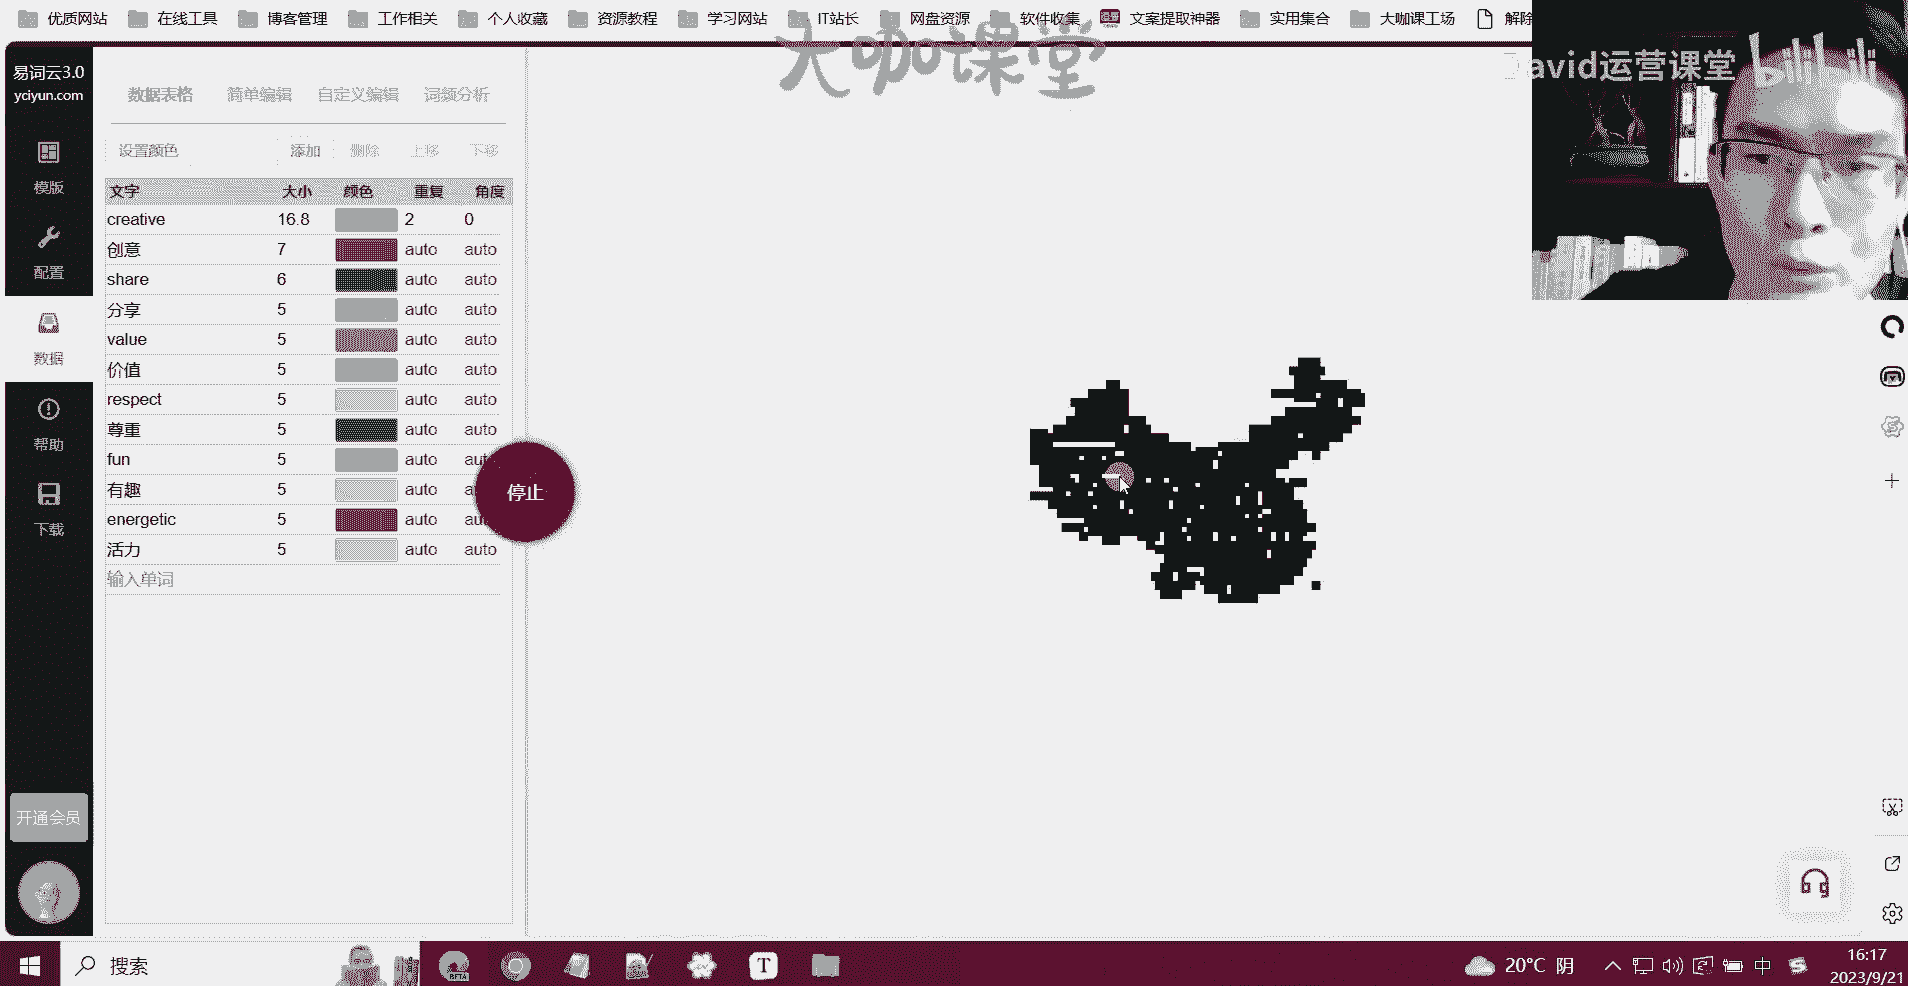 优质网站 在线工具 博客管理 工作相关 个人收藏 资源教程 学习网站 IT站长 网盘资源 软件收集 文案提取神器 实用集合 大咖课工场 解除
大咖课堂
David运营课堂
bilibili
易词云3.0
yciyun.com
模版
配置
数据
帮助
下载
开通会员
数据表格 简单编辑 自定义编辑 词频分析
设置颜色 添加 删除 上移 下移
文字 大小 颜色 重复 角度
creative 16.8 2 0
创意 7 auto auto
share 6 auto auto
分享 5 auto auto
value 5 auto auto
价值 5 auto auto
respect 5 auto auto
尊重 5 auto auto
fun 5 auto aut
有趣 5 auto a
energetic 5 auto au
活力 5 auto auto
输入单词
停止
搜索
BETA
T
20°C 阴
中
16:17
2023/9/21